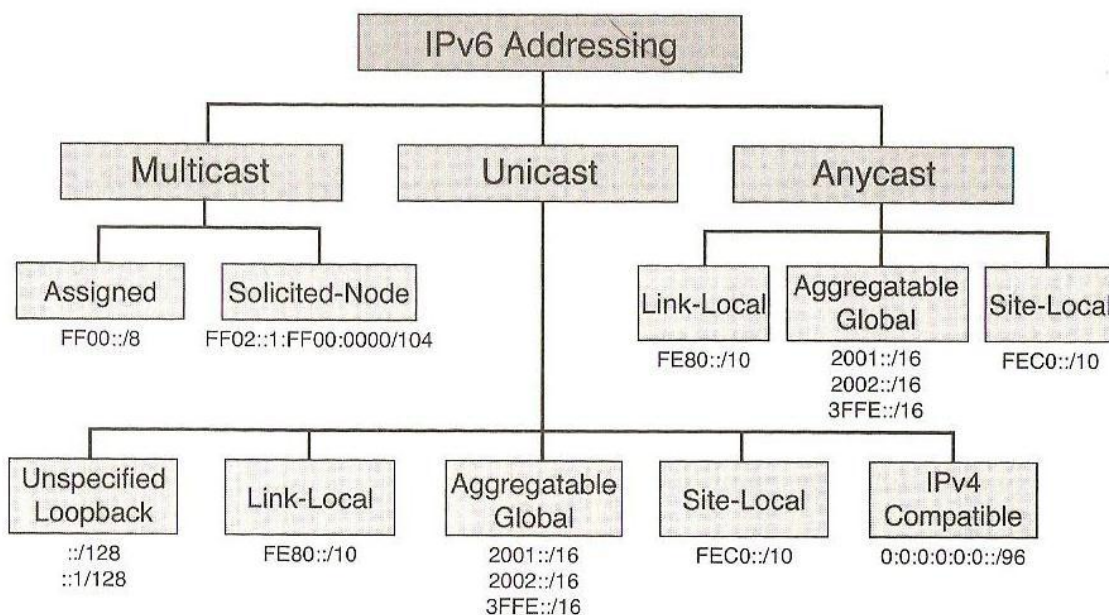 IPv6 Addressing
Multicast
Unicast
Anycast
Assigned
FF00::/8
Solicited-Node
FF02::1:FF00:0000/104
Link-Local
FE80::/10
Aggregatable
Global
2001::/16
2002::/16
3FFE::/16
Site-Local
FEC0::/10
Unspecified
Loopback
::/128
::1/128
Link-Local
FE80::/10
Aggregatable
Global
2001::/16
2002::/16
3FFE::/16
Site-Local
FEC0::/10
IPv4
Compatible
0:0:0:0:0:0::/96